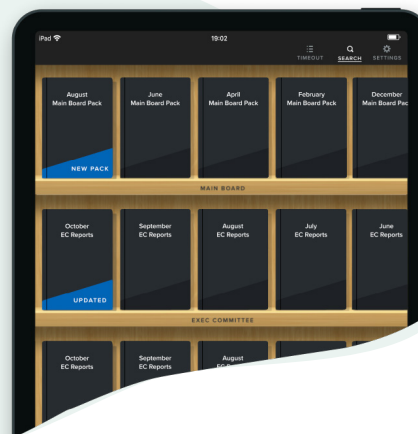 iPad 19:02
TIMEOUT SEARCH SETTINGS
August
Main Board Pack
NEW PACK
June
Main Board Pack
April
Main Board Pack
February
Main Board Pack
December
Main Board Pac
MAIN BOARD
October
EC Reports
UPDATED
September
EC Reports
August
EC Reports
July
EC Reports
June
EC Reports
EXEC COMMITTEE
October
EC Reports
September
EC Reports
August